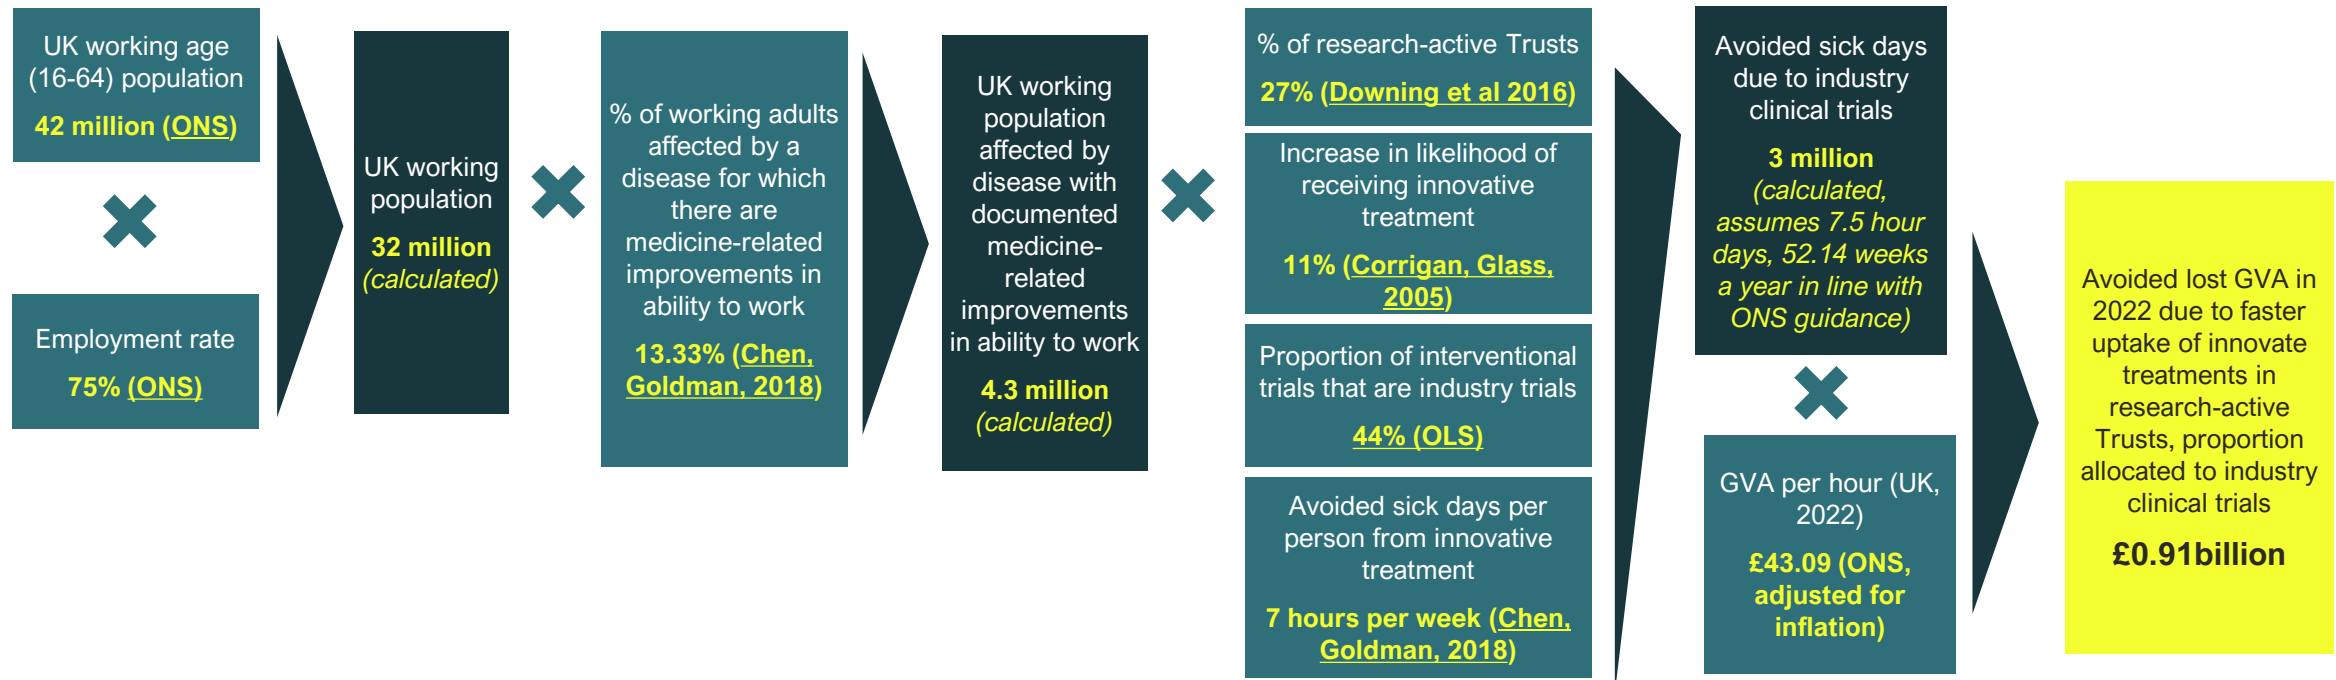 UK working age
(16-64) population
42 million (ONS)
Employment rate
75% (ONS)
UK working
population
32 million
(calculated)
% of working adults
affected by a
disease for which
there are
medicine-related
improvements in
ability to work
13.33% (Chen,
Goldman, 2018)
UK working
population
affected by
disease with
documented
medicine-
related
improvements
in ability to work
4.3 million
(calculated)
% of research-active Trusts
27% (Downing et al 2016)
Increase in likelihood of
receiving innovative
treatment
11% (Corrigan, Glass,
2005)
Proportion of interventional
trials that are industry trials
44% (OLS)
Avoided sick days per
person from innovative
treatment
7 hours per week (Chen,
Goldman, 2018)
Avoided sick days
due to industry
clinical trials
3 million
(calculated,
assumes 7.5 hour
days, 52.14 weeks
a year in line with
ONS guidance)
GVA per hour (UK,
2022)
£43.09 (ONS,
adjusted for
inflation)
Avoided lost GVA in
2022 due to faster
uptake of innovate
treatments in
research-active
Trusts, proportion
allocated to industry
clinical trials
£0.91billion